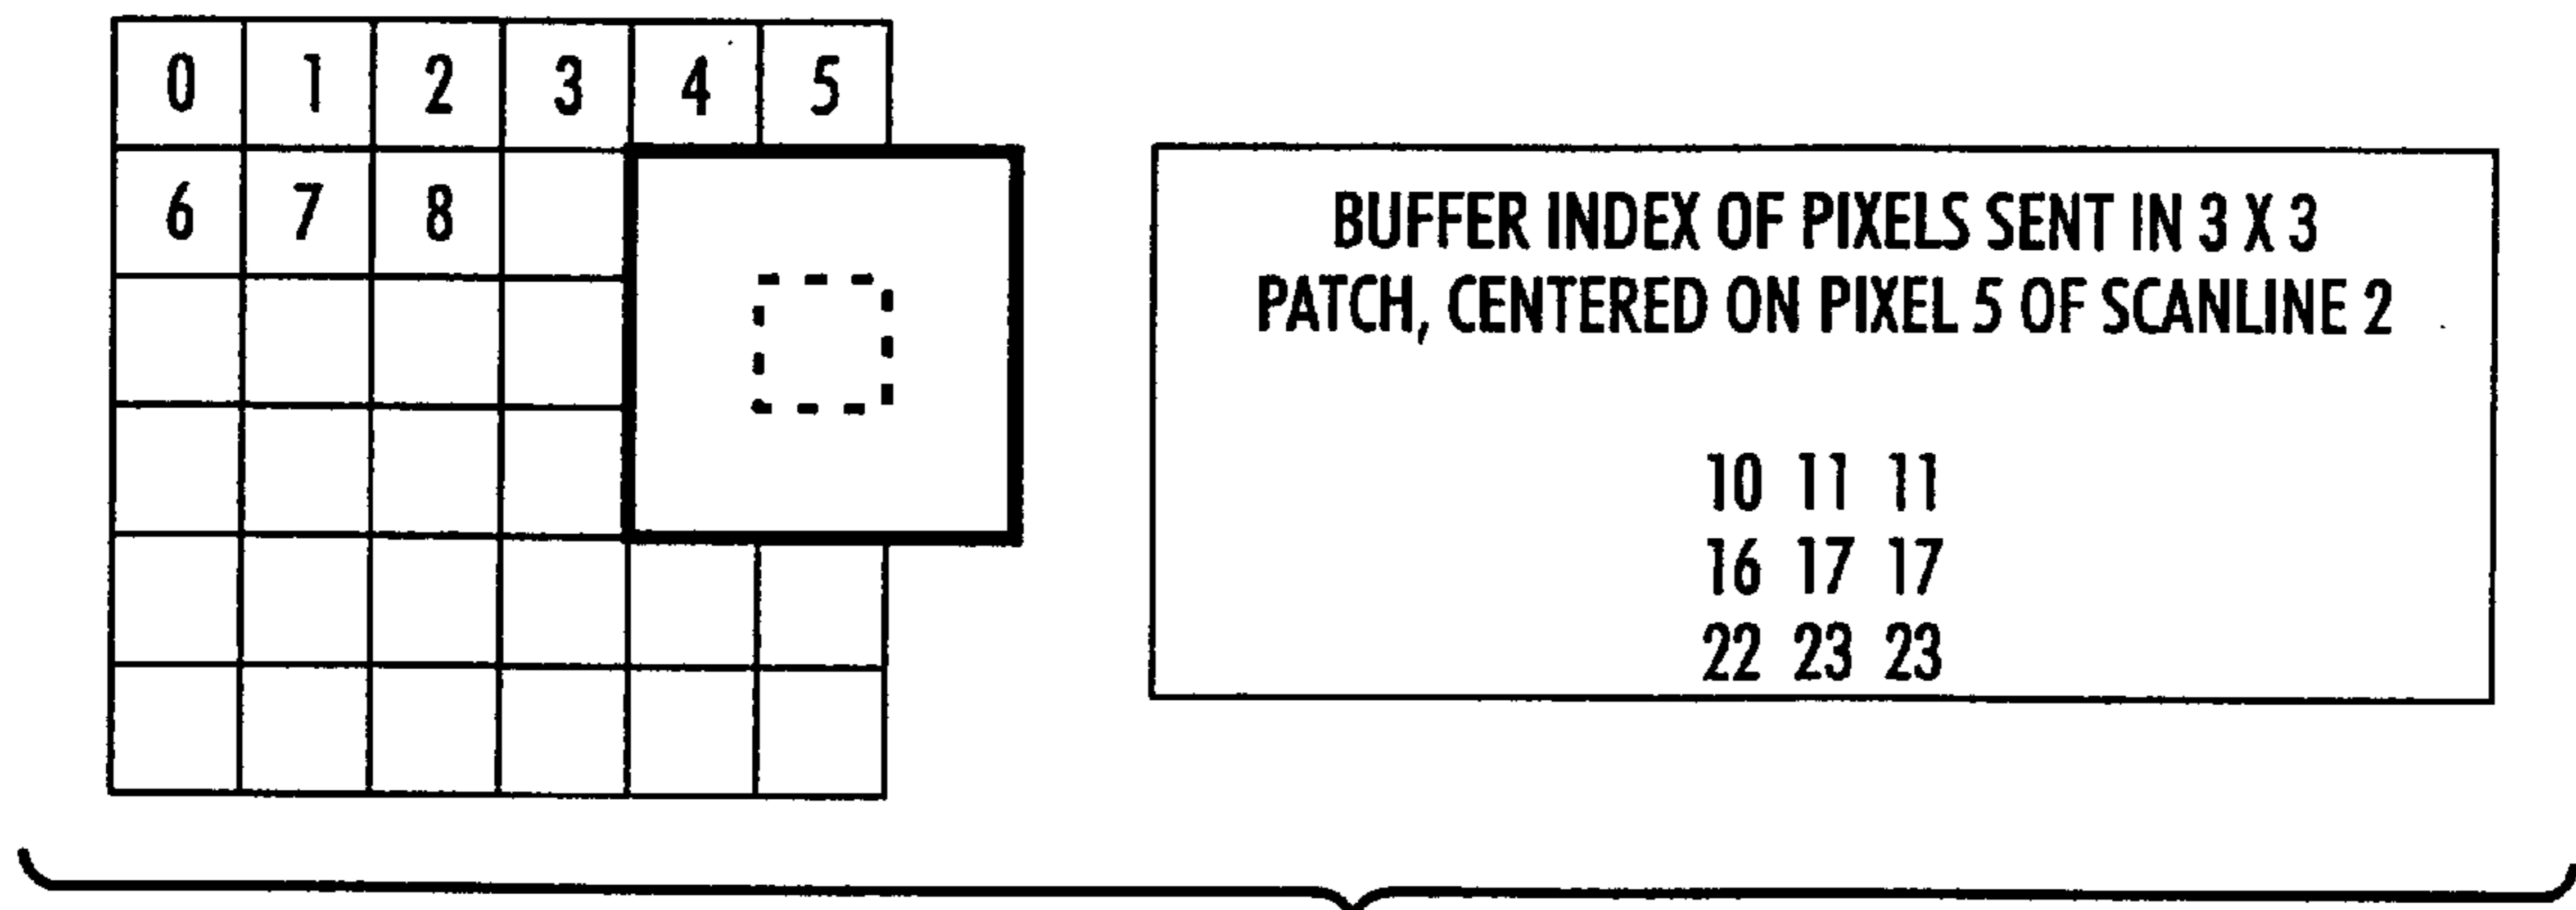 0 1 2 3 4 5
6 7 8
BUFFER INDEX OF PIXELS SENT IN 3 X 3
PATCH, CENTERED ON PIXEL 5 OF SCANLINE 2
10 11 11
16 17 17
22 23 23